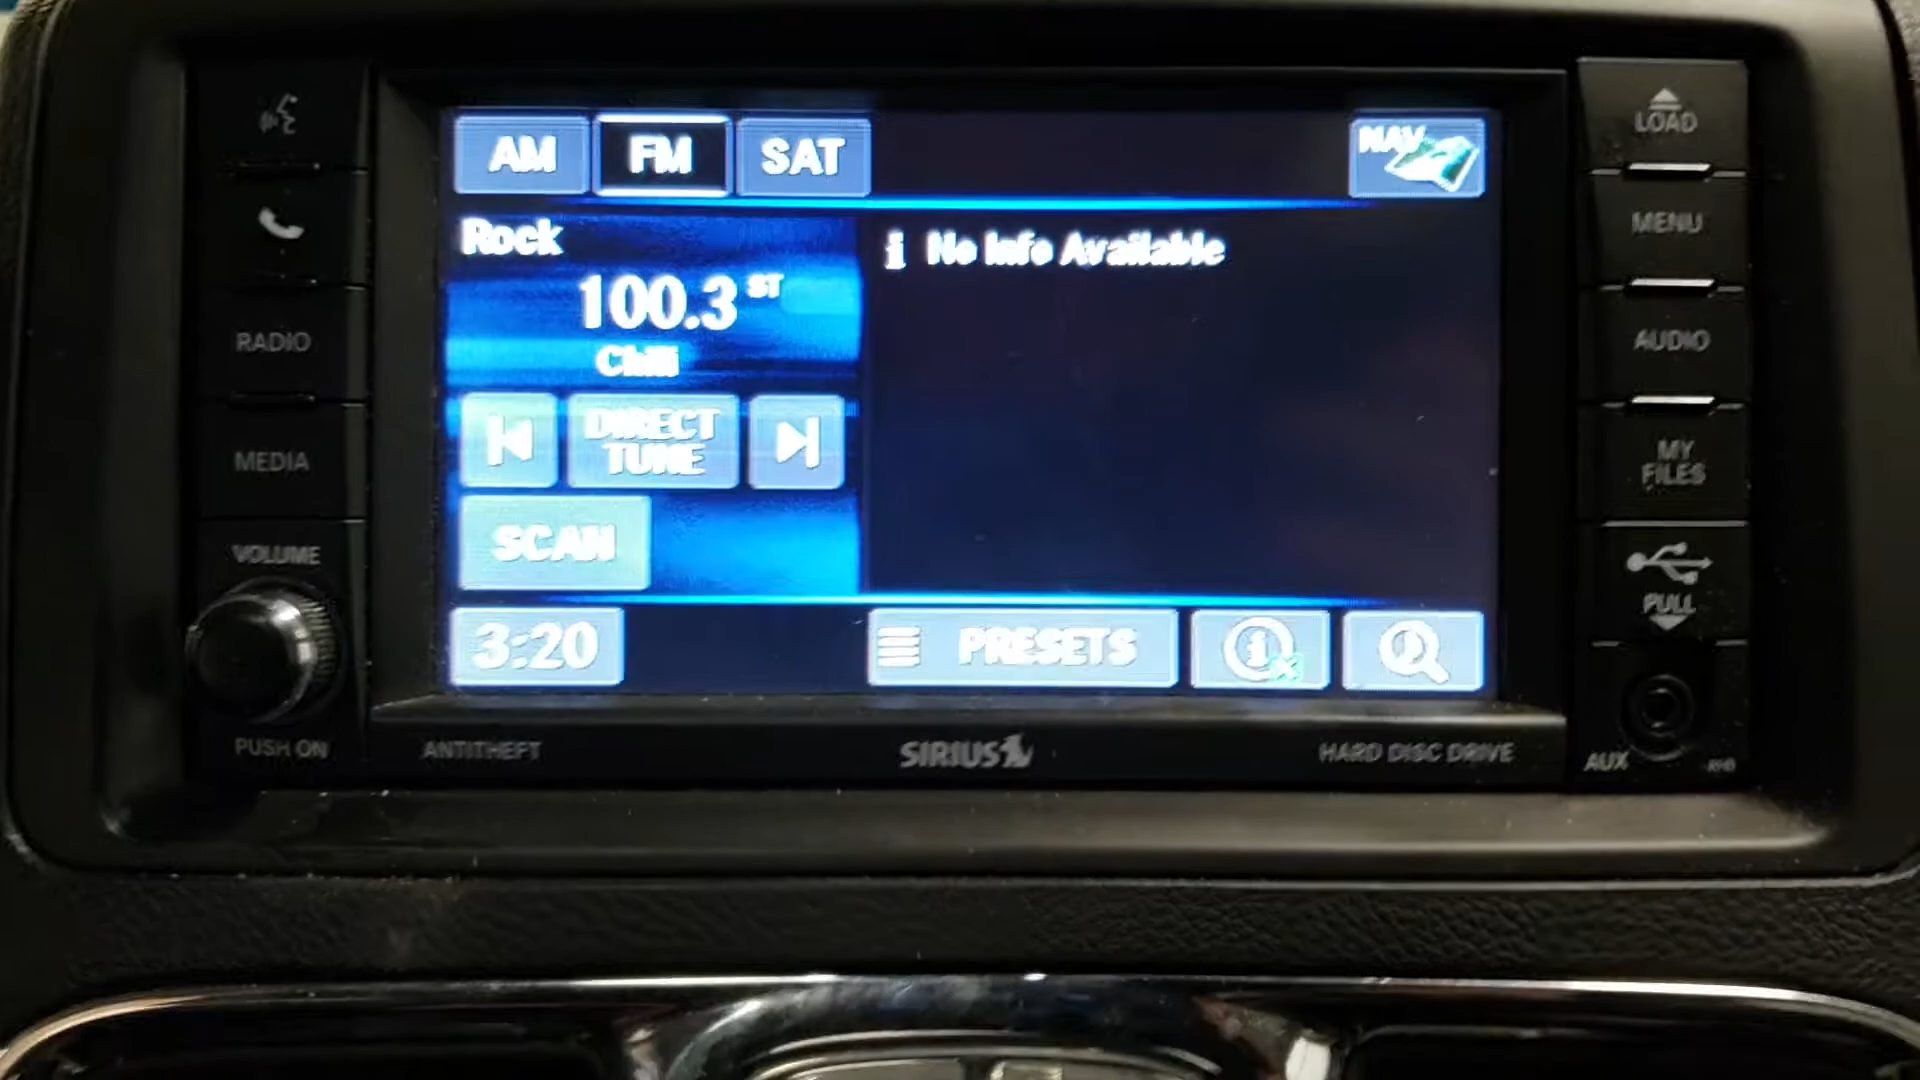 AM FM SAT NAV
LOAD
MENU
AUDIO
MY
FILES
PULL
AUX
RADIO
MEDIA
VOLUME
PUSH ON
Rock
100.3 ST
Chilli
i No Info Available
DIRECT
TUNE
SCAN
3:20 PRESETS
ANTITHEFT SIRIUS HARD DISC DRIVE